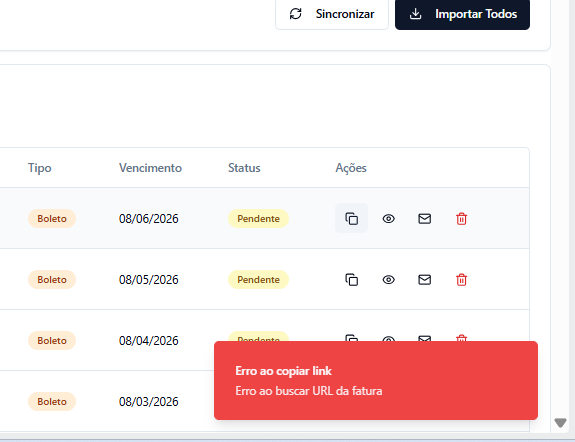 Sincronizar Importar Todos
Tipo Vencimento Status Ações
Boleto 08/06/2026 Pendente
Boleto 08/05/2026 Pendente
Boleto 08/04/2026 Pendente
Boleto 08/03/2026
Erro ao copiar link
Erro ao buscar URL da fatura